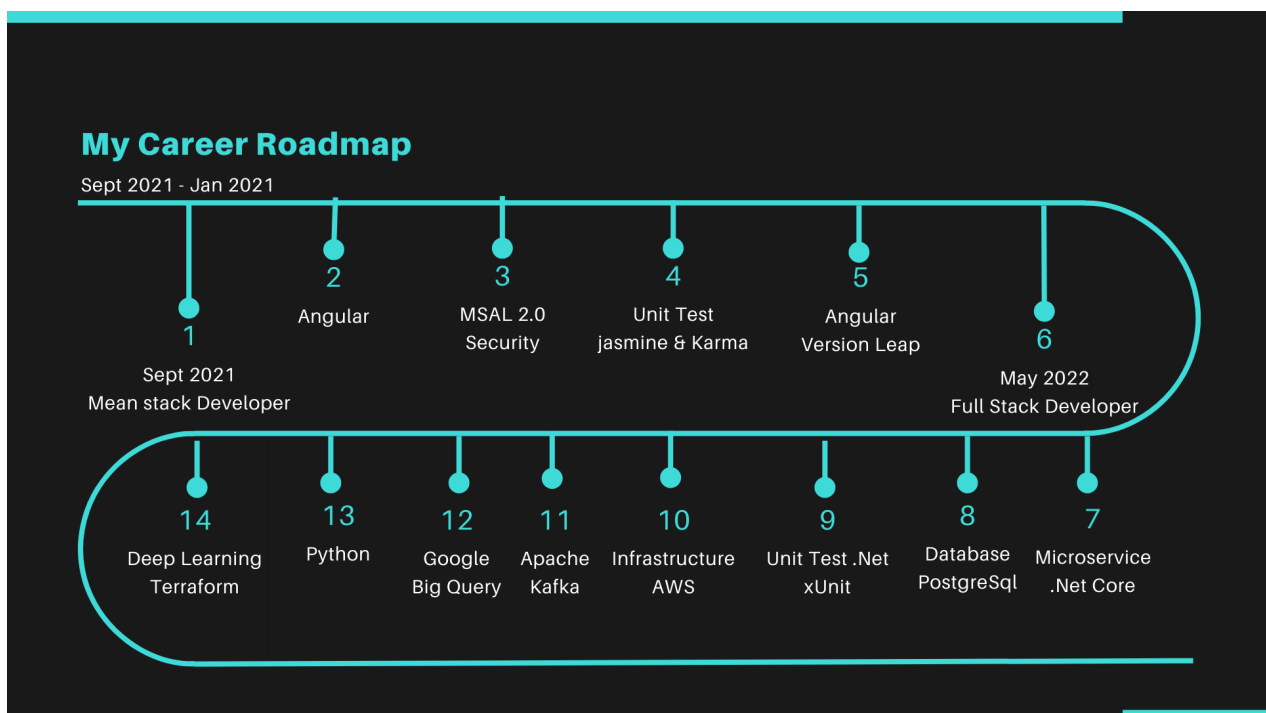 My Career Roadmap
Sept 2021 - Jan 2021
1
Sept 2021
Mean stack Developer
2
Angular
3
MSAL 2.0
Security
4
Unit Test
jasmine & Karma
5
Angular
Version Leap
6
May 2022
Full Stack Developer
7
Microservice
.Net Core
8
Database
PostgreSql
9
Unit Test .Net
xUnit
10
Infrastructure
AWS
11
Apache
Kafka
12
Google
Big Query
13
Python
14
Deep Learning
Terraform